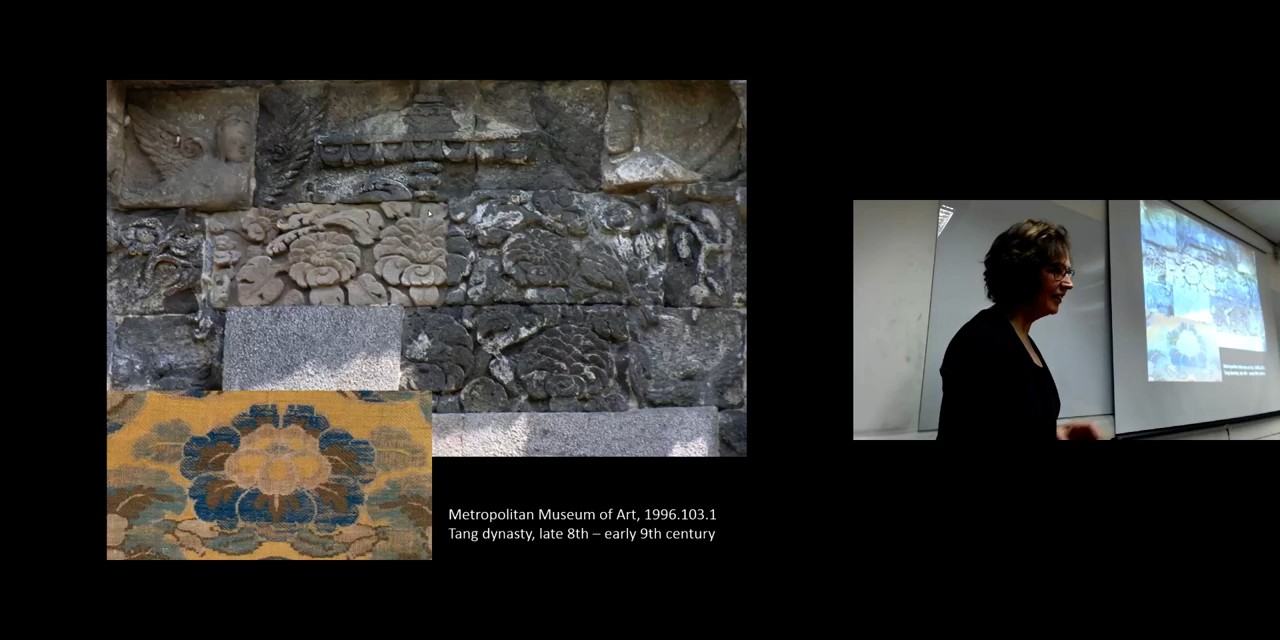 Metropolitan Museum of Art, 1996.103.1
Tang dynasty, late 8th – early 9th century